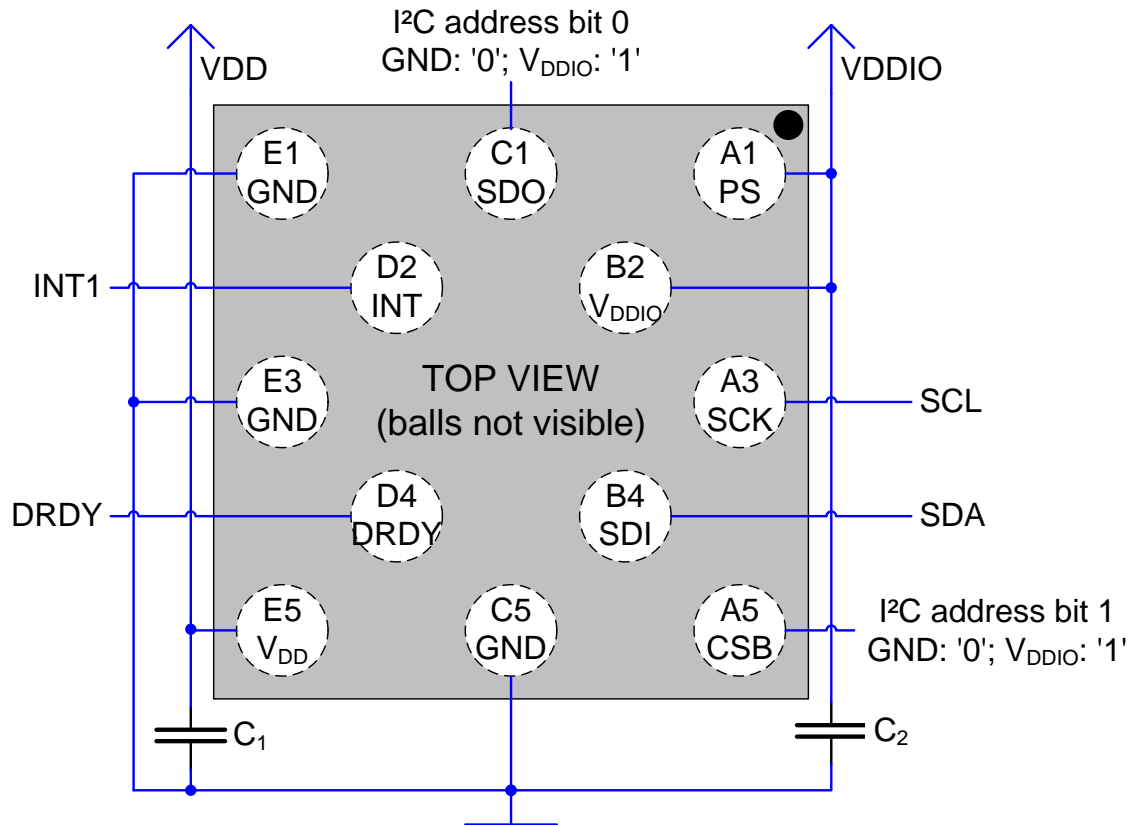 I²C address bit 0
GND: '0'; VDDIO: '1'
VDD
VDDIO
E1
GND
C1
SDO
A1
PS
INT1
D2
INT
B2
VDDIO
TOP VIEW
(balls not visible)
E3
GND
A3
SCK
SCL
DRDY
D4
DRDY
B4
SDI
SDA
E5
VDD
C5
GND
A5
CSB
I²C address bit 1
GND: '0'; VDDIO: '1'
C1
C2